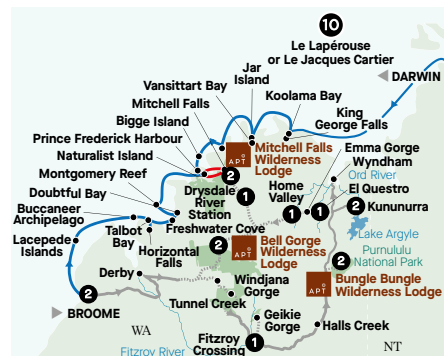 10
Le Lapérouse
or Le Jacques Cartier
DARWIN
Jar
Island
Vansittart Bay
Koolama Bay
Mitchell Falls
King
George Falls
Bigge Island
Prince Frederick Harbour
Naturalist Island
Montgomery Reef
APT
2
Mitchell Falls
Wilderness
Lodge
Emma Gorge
Wyndham
Ord River
El Questro
Doubtful Bay
Drysdale
River
Station
1
Home
Valley
1
1
2
Kununurra
Buccaneer
Archipelago
Talbot
Bay
Freshwater Cove
Lake Argyle
Lacepede
Islands
Horizontal
Falls
2
APT
Bell Gorge
Wilderness
Lodge
Purnululu
National Park
2
Derby
Windjana
Gorge
APT
Bungle Bungle
Wilderness Lodge
2
BROOME
Tunnel Creek
Geikie
Gorge
Halls Creek
WA
Fitzroy
Crossing
1
Fitzroy River
NT